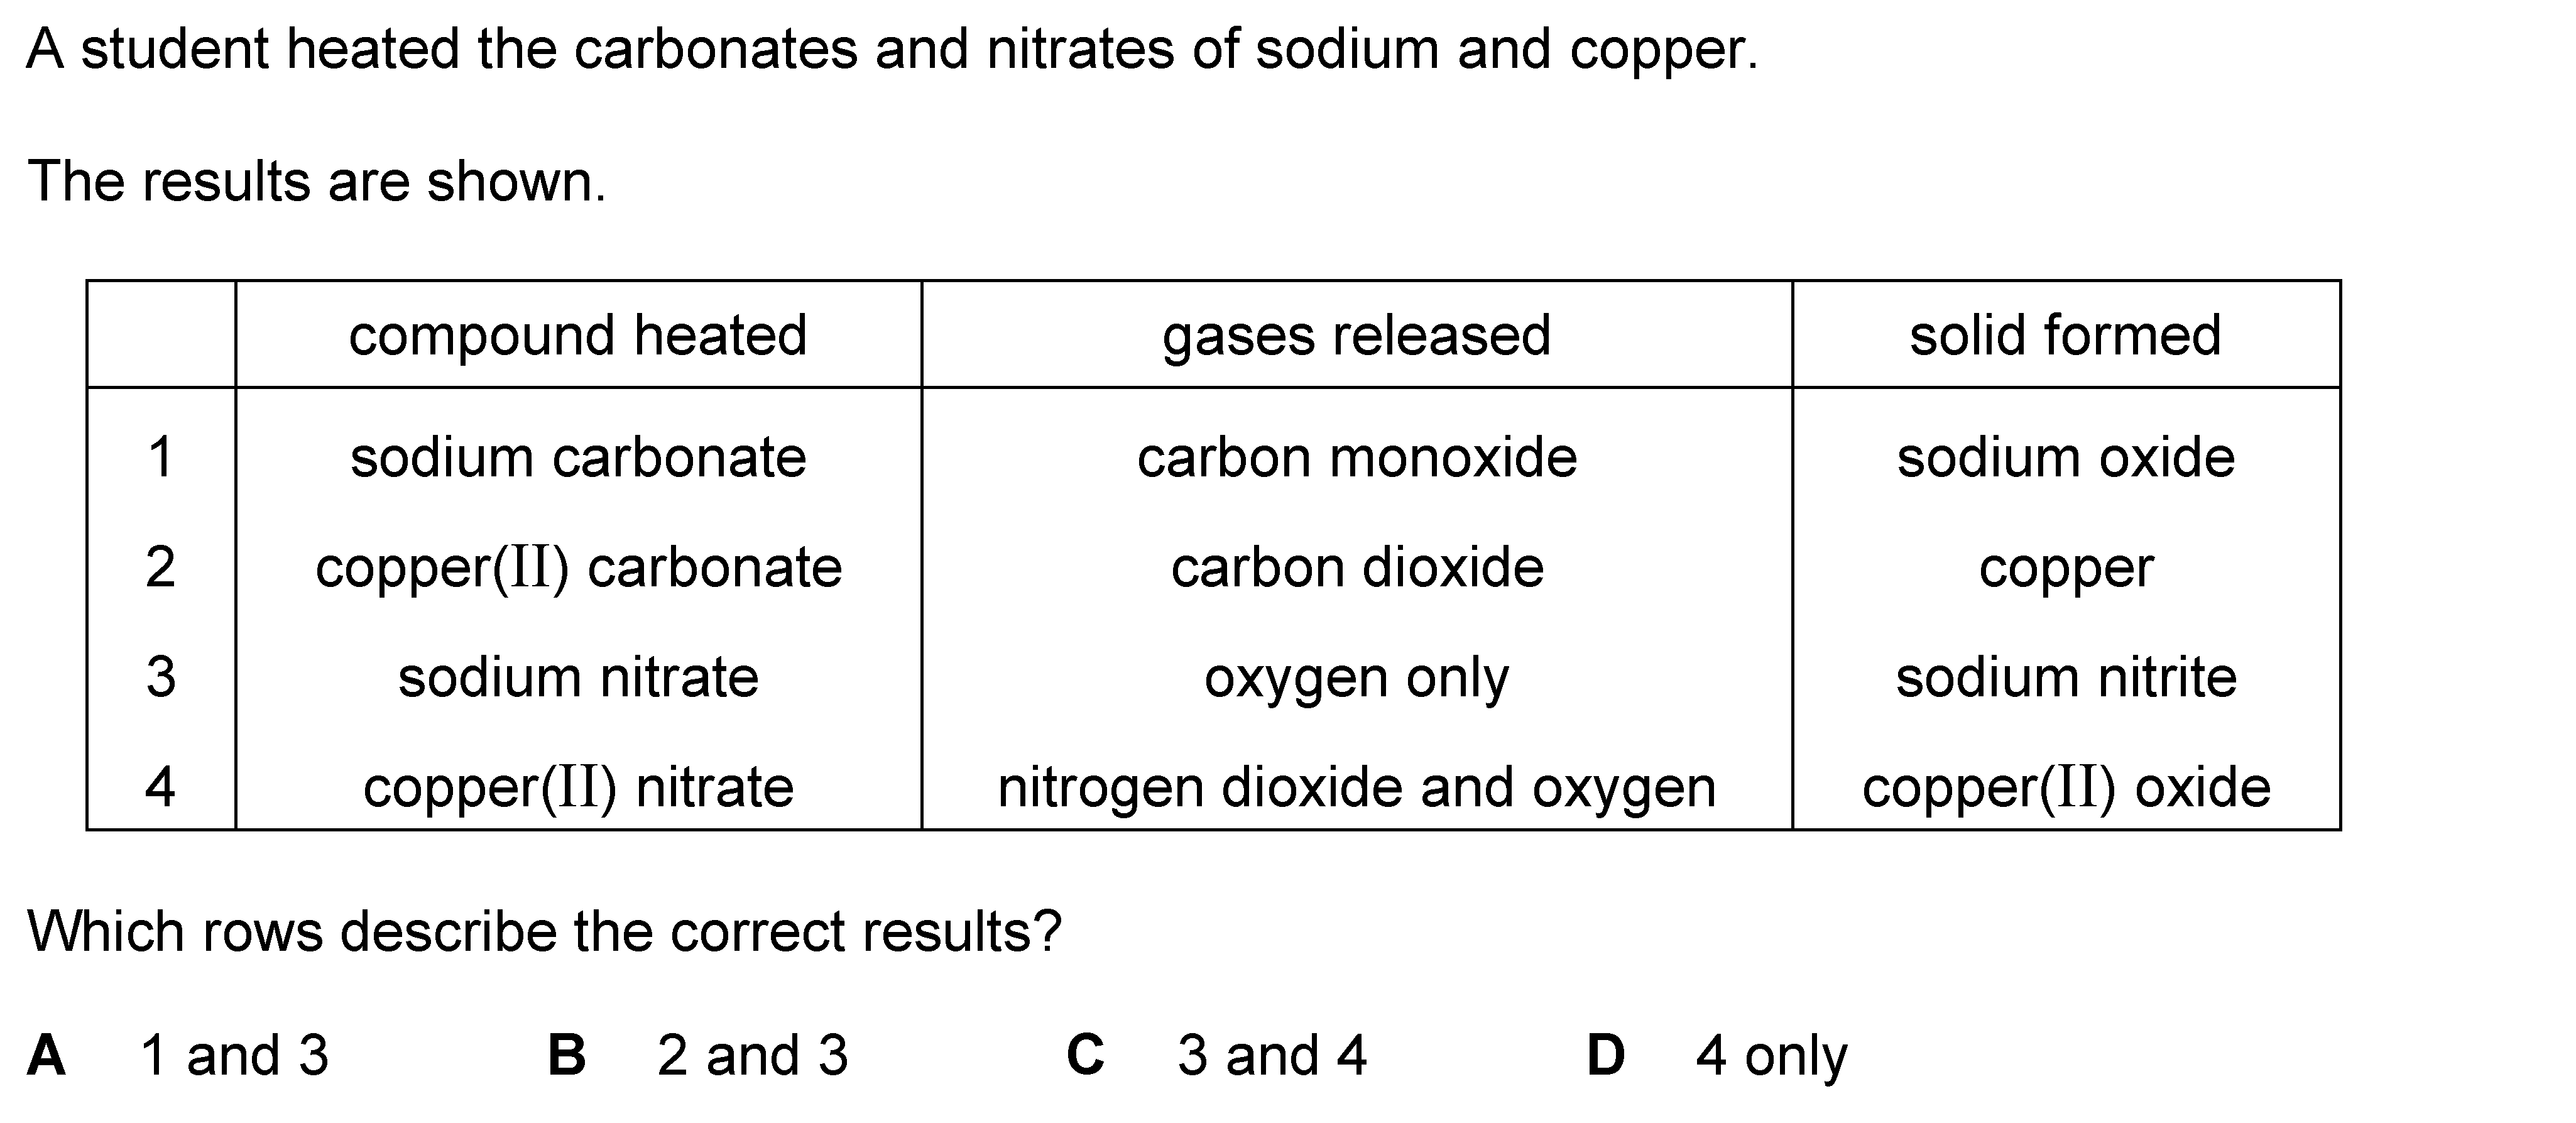 A student heated the carbonates and nitrates of sodium and copper.
The results are shown.
compound heated gases released solid formed
1 sodium carbonate carbon monoxide sodium oxide
2 copper(II) carbonate carbon dioxide copper
3 sodium nitrate oxygen only sodium nitrite
4 copper(II) nitrate nitrogen dioxide and oxygen copper(II) oxide
Which rows describe the correct results?
A 1 and 3 B 2 and 3 C 3 and 4 D 4 only